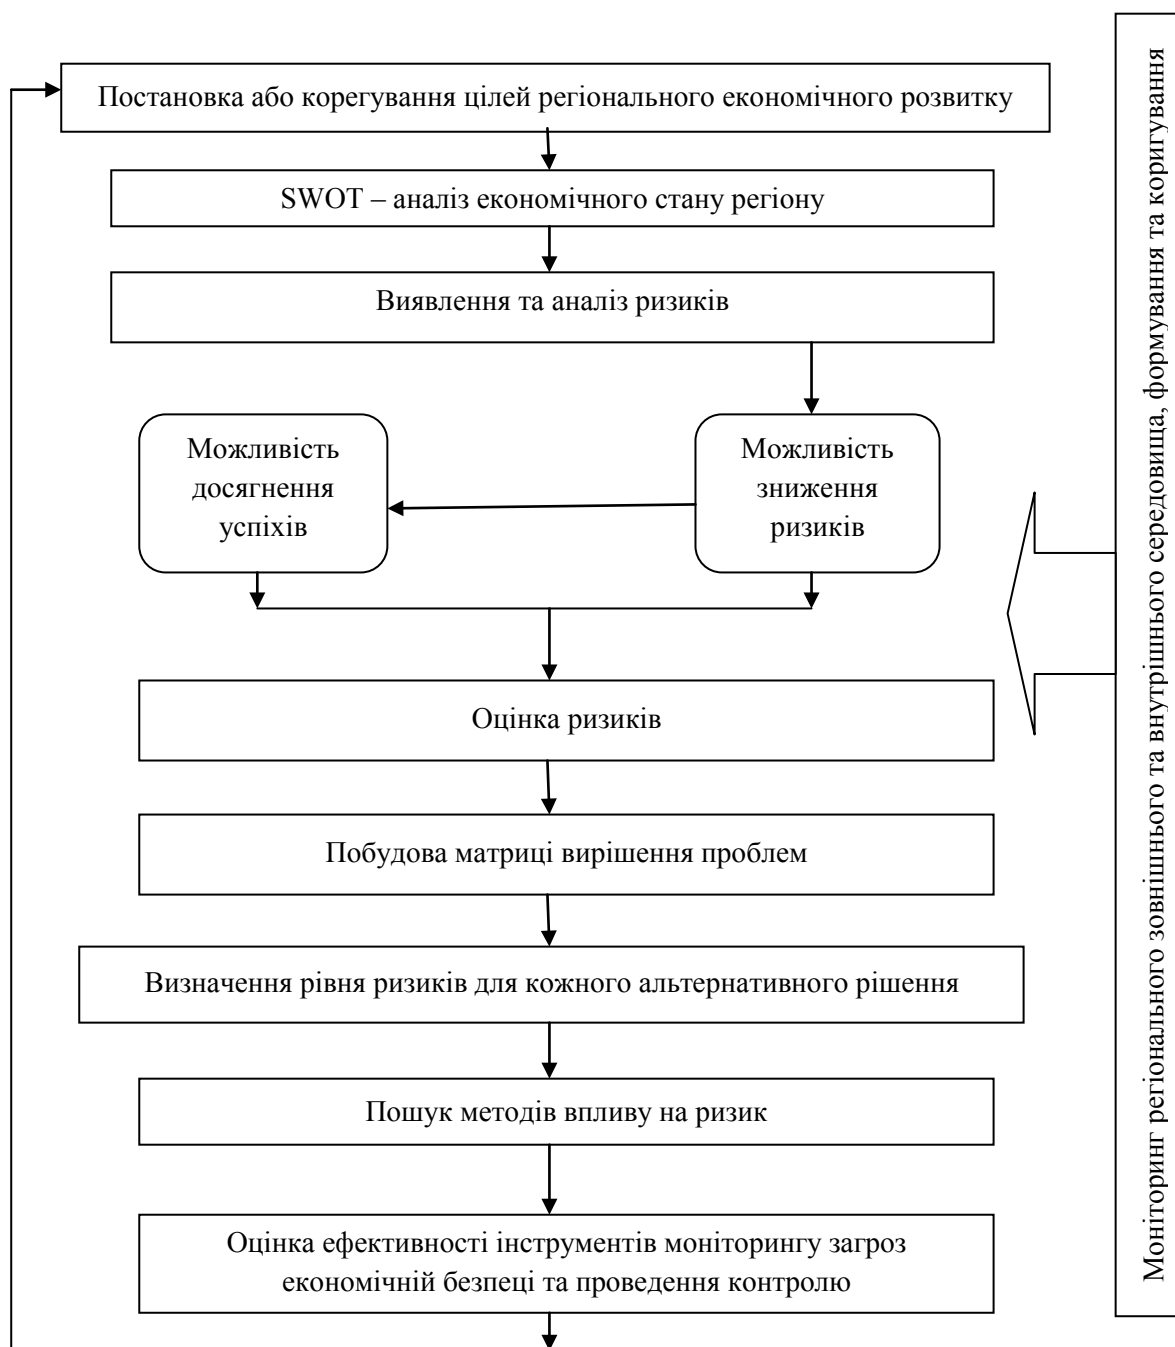 Постановка або корегування цілей регіонального економічного розвитку
SWOT – аналіз економічного стану регіону
Виявлення та аналіз ризиків
Можливість
досягнення
успіхів
Можливість
зниження
ризиків
Оцінка ризиків
Побудова матриці вирішення проблем
Визначення рівня ризиків для кожного альтернативного рішення
Пошук методів впливу на ризик
Оцінка ефективності інструментів моніторингу загроз
економічній безпеці та проведення контролю
Моніторинг регіонального зовнішнього та внутрішнього середовища, формування та коригування